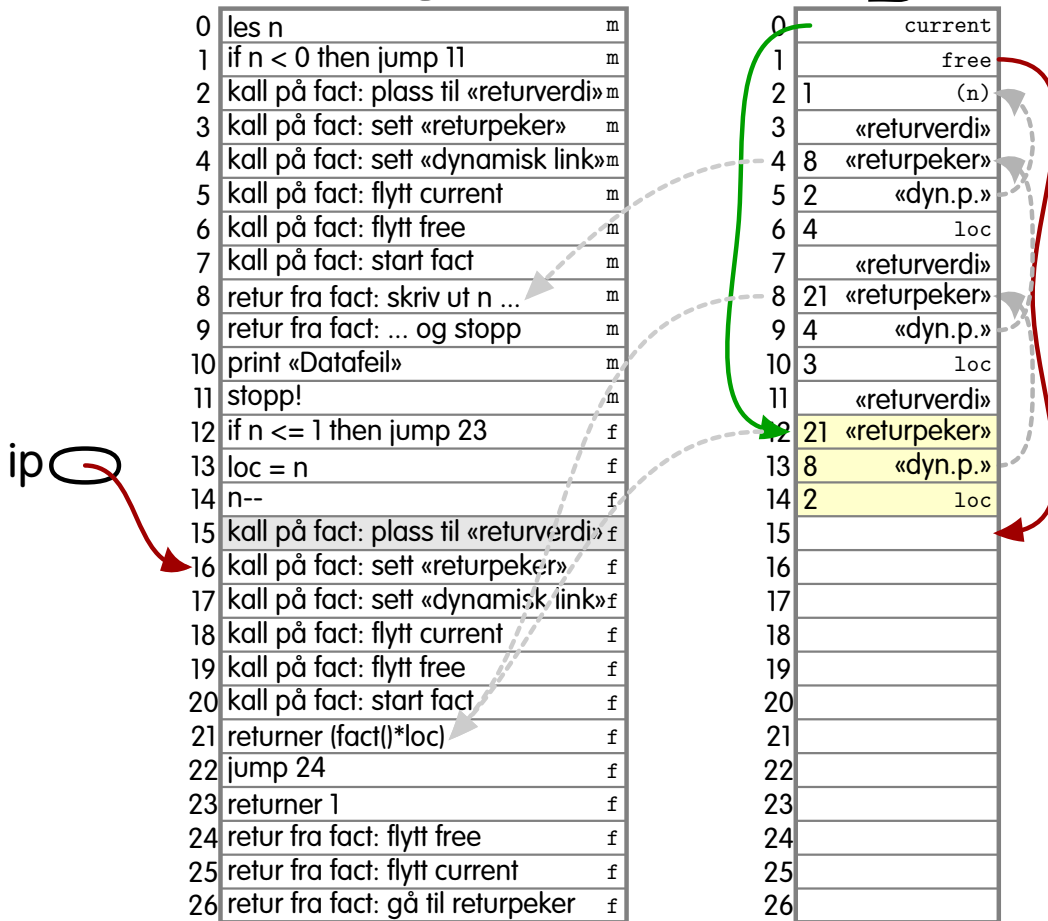 0 les n m
1 if n < 0 then jump 11 m
2 kall på fact: plass til «returverdi» m
3 kall på fact: sett «returpeker» m
4 kall på fact: sett «dynamisk link» m
5 kall på fact: flytt current m
6 kall på fact: flytt free m
7 kall på fact: start fact m
8 retur fra fact: skriv ut n ... m
9 retur fra fact: ... og stopp m
10 print «Datafeil» m
11 stopp! m
12 if n <= 1 then jump 23 f
ip
13 loc = n f
14 n-- f
15 kall på fact: plass til «returverdi» f
16 kall på fact: sett «returpeker» f
17 kall på fact: sett «dynamisk link» f
18 kall på fact: flytt current f
19 kall på fact: flytt free f
20 kall på fact: start fact f
21 returner (fact()*loc) f
22 jump 24 f
23 returner 1 f
24 retur fra fact: flytt free f
25 retur fra fact: flytt current f
26 retur fra fact: gå til returpeker f
0 current
1 free
2 1 (n)
3 «returverdi»
4 8 «returpeker»
5 2 «dyn.p.»
6 4 loc
7 «returverdi»
8 21 «returpeker»
9 4 «dyn.p.»
10 3 loc
11 «returverdi»
12 21 «returpeker»
13 8 «dyn.p.»
14 2 loc
15
16
17
18
19
20
21
22
23
24
25
26